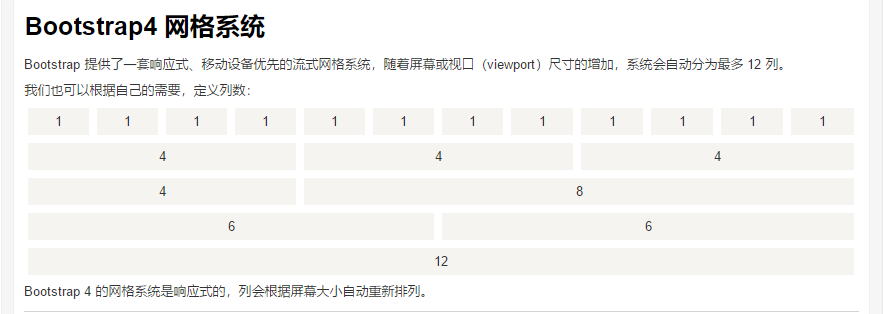 Bootstrap4 网格系统
Bootstrap 提供了一套响应式、移动设备优先的流式网格系统，随着屏幕或视口（viewport）尺寸的增加，系统会自动分为最多 12 列。
我们也可以根据自己的需要，定义列数：
1 1 1 1 1 1 1 1 1 1 1 1
4 4 4
4 8
6 6
12
Bootstrap 4 的网格系统是响应式的，列会根据屏幕大小自动重新排列。